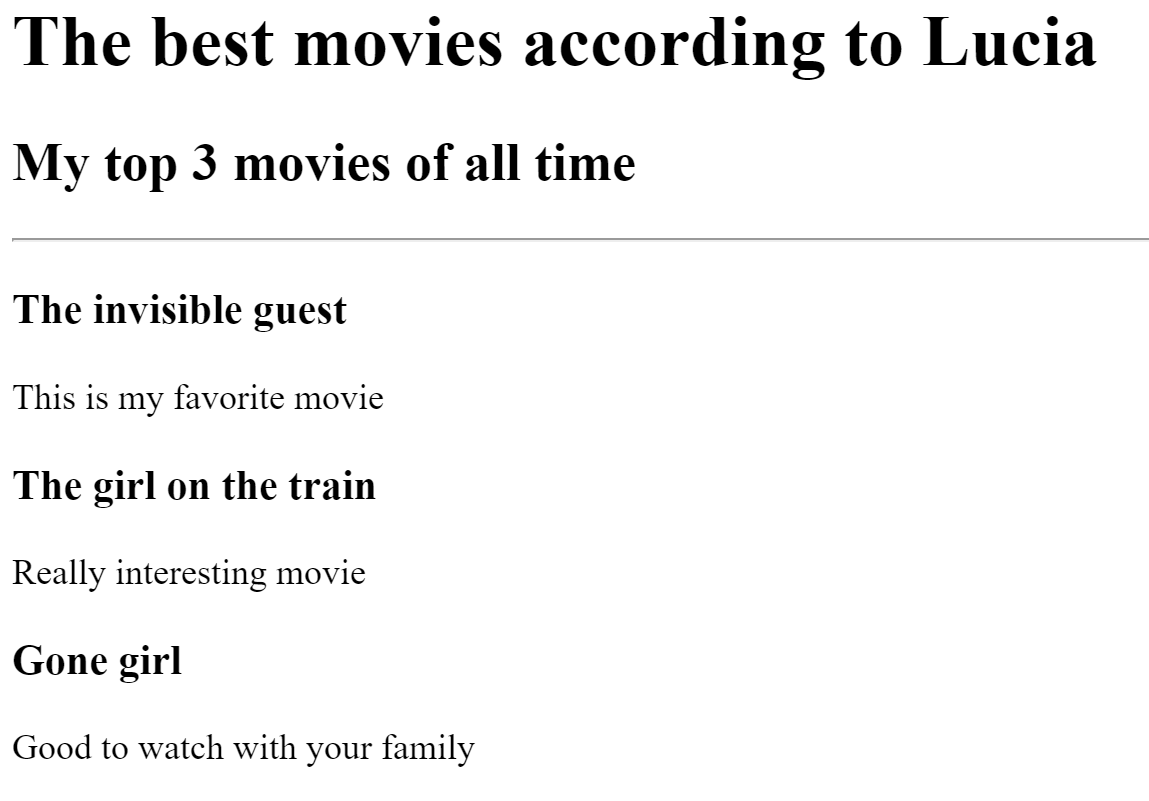 The best movies according to Lucia
My top 3 movies of all time
The invisible guest
This is my favorite movie
The girl on the train
Really interesting movie
Gone girl
Good to watch with your family